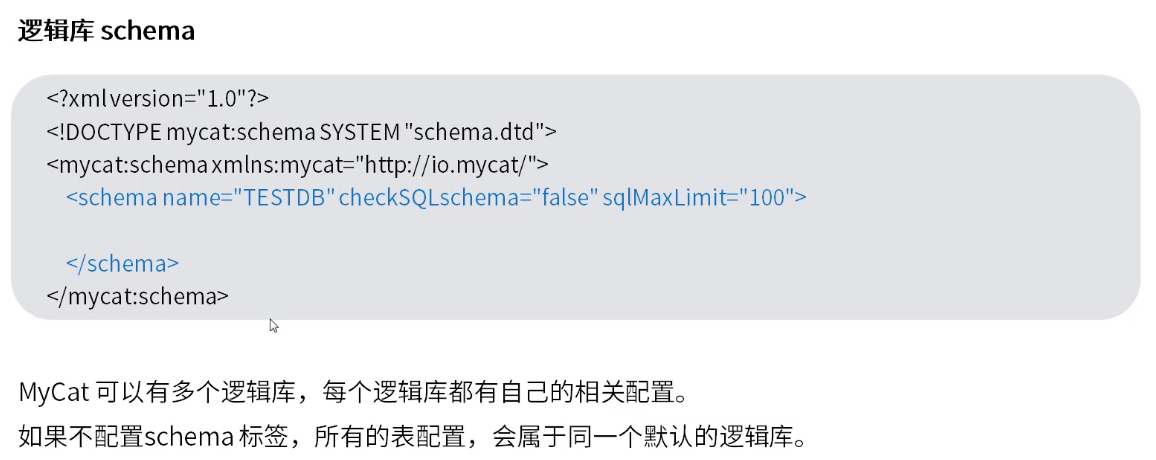 逻辑库 schema
<?xml version="1.0"?>
<!DOCTYPE mycat:schema SYSTEM "schema.dtd">
<mycat:schema xmlns:mycat="http://io.mycat/">
<schema name="TESTDB" checkSQLschema="false" sqlMaxLimit="100">
</schema>
</mycat:schema>
MyCat 可以有多个逻辑库，每个逻辑库都有自己的相关配置。
如果不配置schema 标签，所有的表配置，会属于同一个默认的逻辑库。